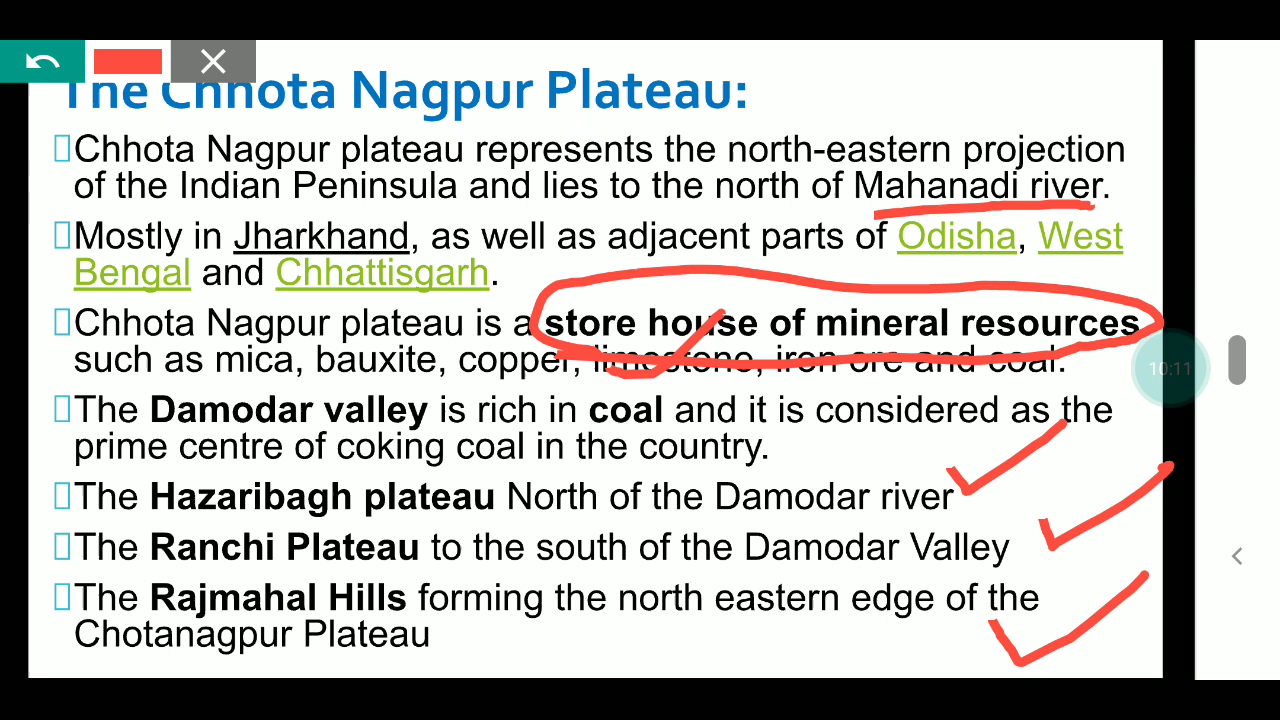 The Chhota Nagpur Plateau:
Chhota Nagpur plateau represents the north-eastern projection
of the Indian Peninsula and lies to the north of Mahanadi river.
Mostly in Jharkhand, as well as adjacent parts of Odisha, West
Bengal and Chhattisgarh.
Chhota Nagpur plateau is a store house of mineral resources
such as mica, bauxite, copper, limestone, iron ore and coal.
10:11
The Damodar valley is rich in coal and it is considered as the
prime centre of coking coal in the country.
The Hazaribagh plateau North of the Damodar river
The Ranchi Plateau to the south of the Damodar Valley
The Rajmahal Hills forming the north eastern edge of the
Chotanagpur Plateau